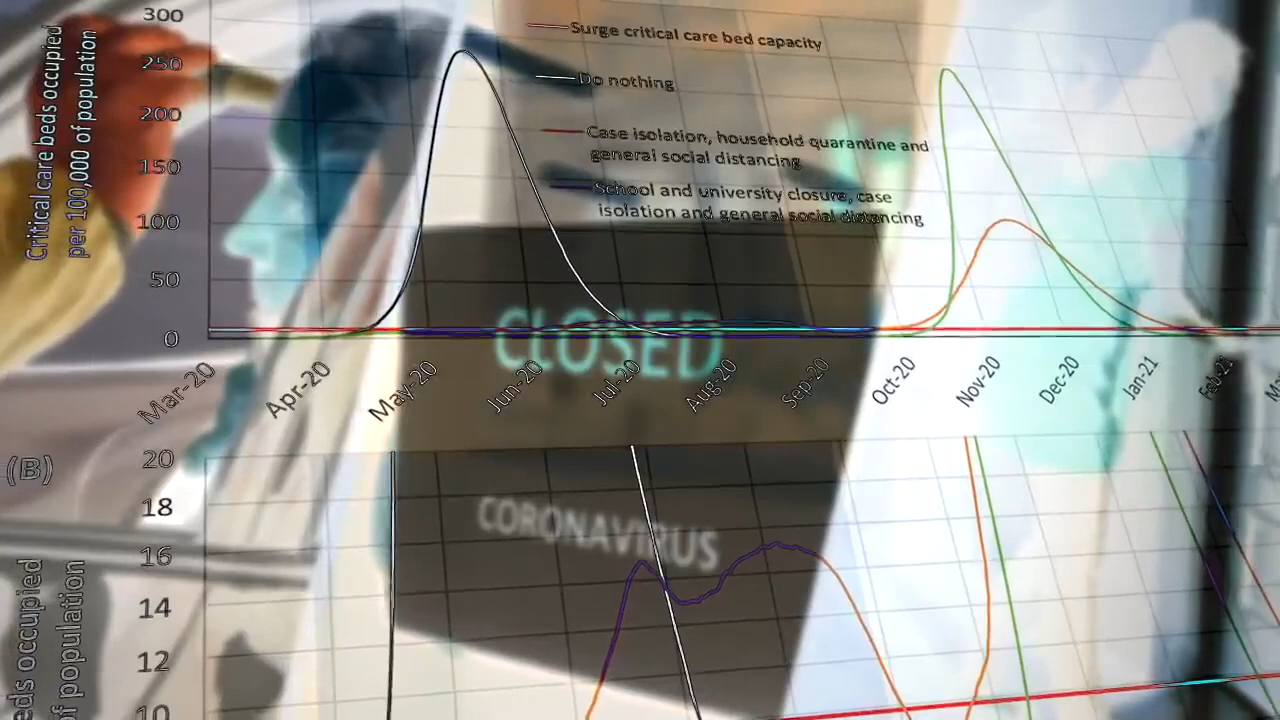 300
250
200
150
100
50
0
Critical care beds occupied
per 100,000 of population
Surge critical care bed capacity
Do nothing
Case isolation, household quarantine and
general social distancing
School and university closure, case
isolation and general social distancing
CLOSED
Mar-20
Apr-20
May-20
Jun-20
Jul-20
Aug-20
Sep-20
Oct-20
Nov-20
Dec-20
Jan-21
Feb-21
(B)
20
18
16
14
12
10
eds occupied
of population
CORONAVIRUS